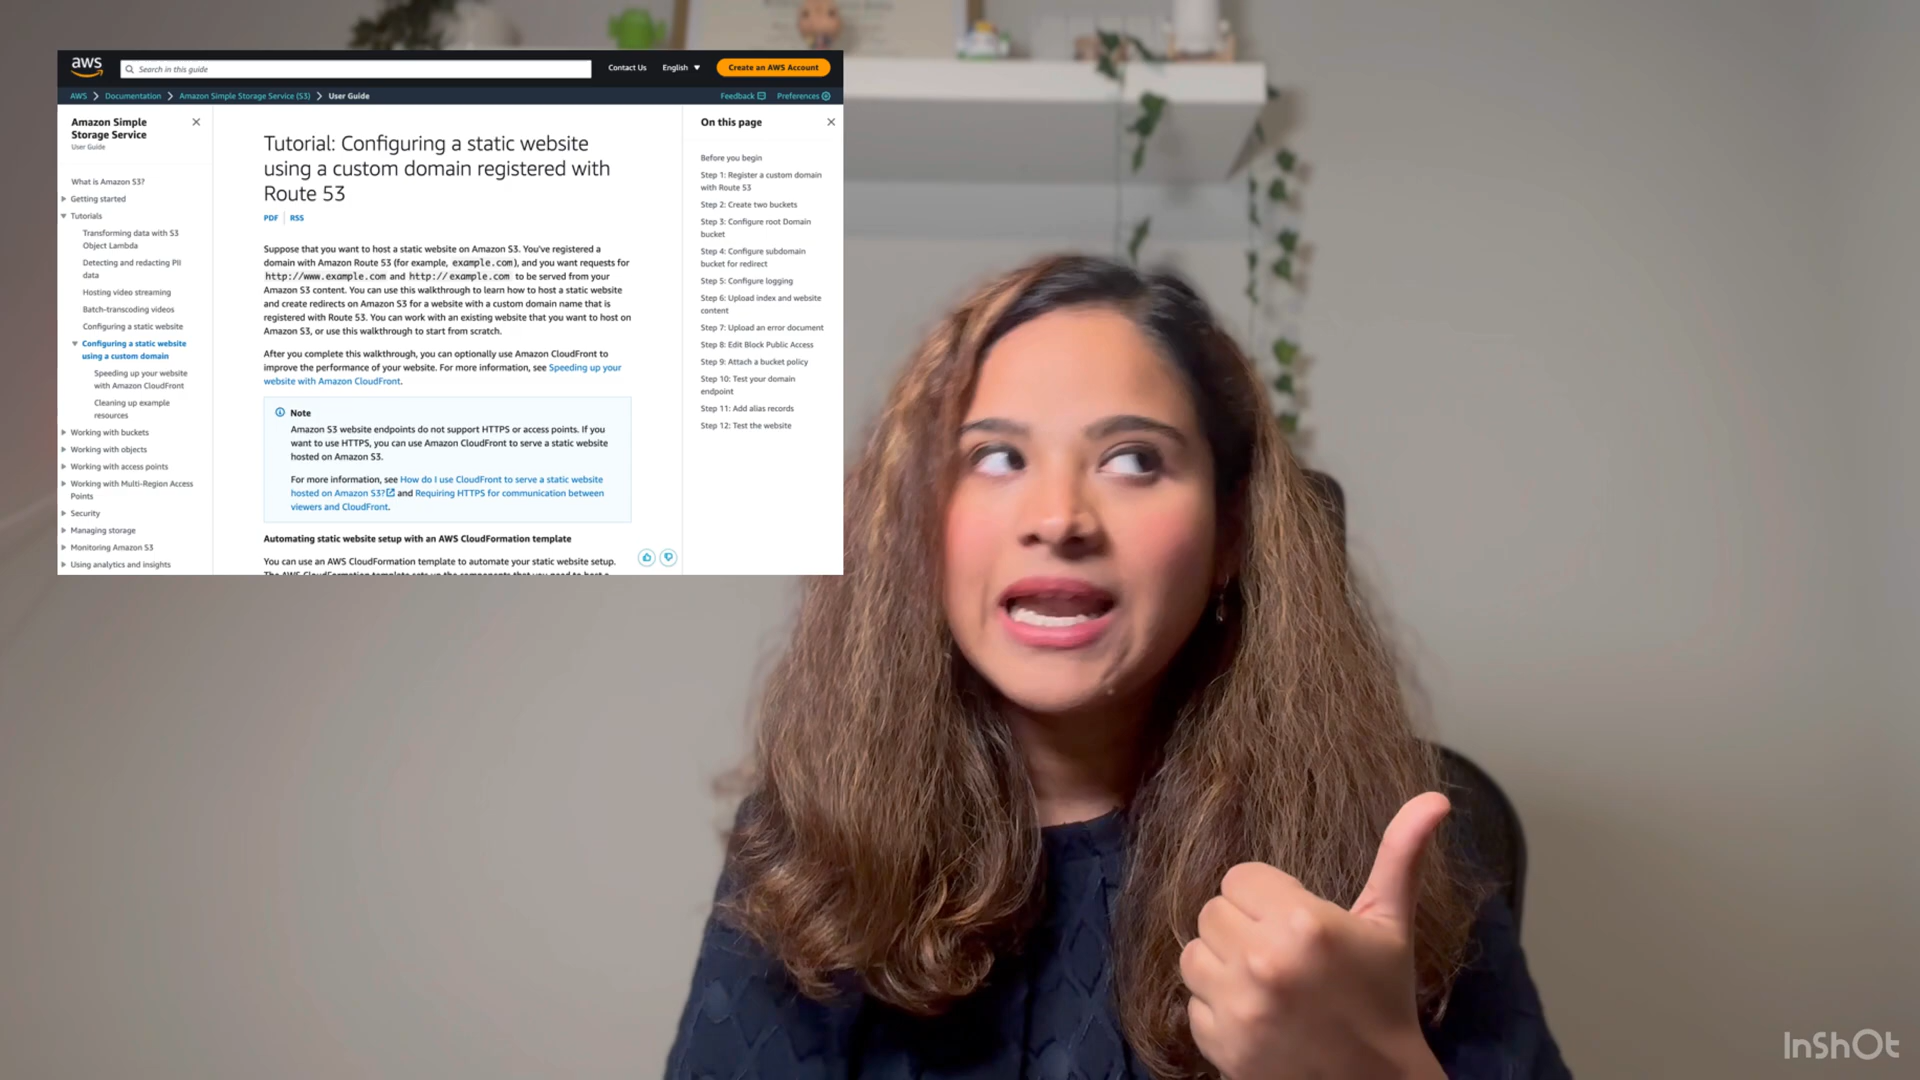 aws
Search in this guide
Contact Us
English
Create an AWS Account
AWS > Documentation > Amazon Simple Storage Service (S3) > User Guide
Feedback
Preferences
Amazon Simple
Storage Service
User Guide
What is Amazon S3?
Getting started
Tutorials
Transforming data with S3
Object Lambda
Detecting and redacting PII
data
Hosting video streaming
Batch-transcoding videos
Configuring a static website
Configuring a static website
using a custom domain
Speeding up your website
with Amazon CloudFront
Cleaning up example
resources
Working with buckets
Working with objects
Working with access points
Working with Multi-Region Access
Points
Security
Managing storage
Monitoring Amazon S3
Using analytics and insights
Tutorial: Configuring a static website
using a custom domain registered with
Route 53
PDF | RSS
Suppose that you want to host a static website on Amazon S3. You've registered a
domain with Amazon Route 53 (for example, example.com), and you want requests for
http://www.example.com and http://example.com to be served from your
Amazon S3 content. You can use this walkthrough to learn how to host a static website
and create redirects on Amazon S3 for a website with a custom domain name that is
registered with Route 53. You can work with an existing website that you want to host on
Amazon S3, or use this walkthrough to start from scratch.
After you complete this walkthrough, you can optionally use Amazon CloudFront to
improve the performance of your website. For more information, see Speeding up your
website with Amazon CloudFront.
Note
Amazon S3 website endpoints do not support HTTPS or access points. If you
want to use HTTPS, you can use Amazon CloudFront to serve a static website
hosted on Amazon S3.
For more information, see How do I use CloudFront to serve a static website
hosted on Amazon S3? and Requiring HTTPS for communication between
viewers and CloudFront.
Automating static website setup with an AWS CloudFormation template
You can use an AWS CloudFormation template to automate your static website setup.
The AWS CloudFormation template sets up the components that you need to host a
On this page
Before you begin
Step 1: Register a custom domain
with Route 53
Step 2: Create two buckets
Step 3: Configure root Domain
bucket
Step 4: Configure subdomain
bucket for redirect
Step 5: Configure logging
Step 6: Upload index and website
content
Step 7: Upload an error document
Step 8: Edit Block Public Access
Step 9: Attach a bucket policy
Step 10: Test your domain
endpoint
Step 11: Add alias records
Step 12: Test the website
InShOt